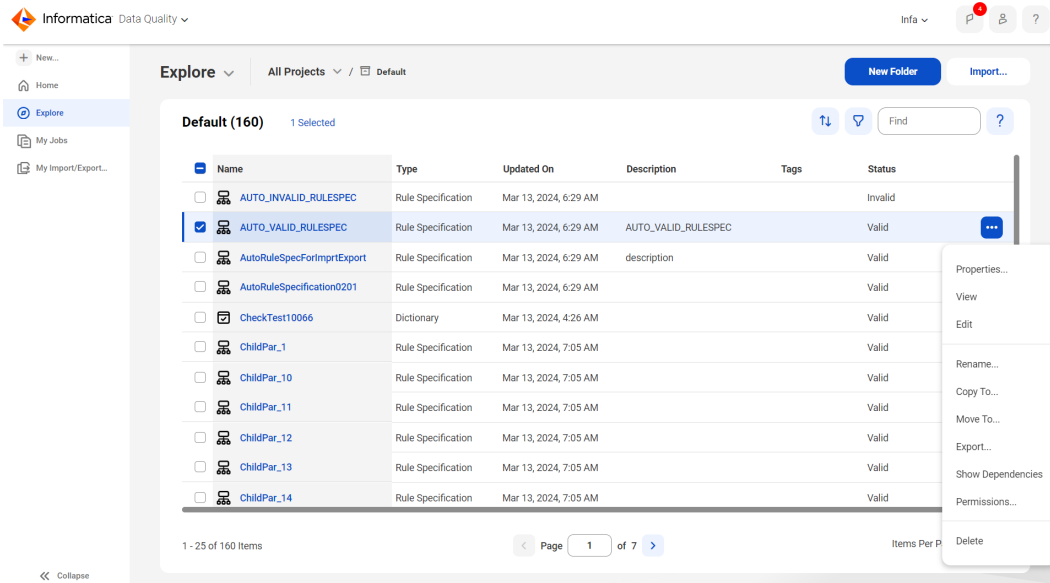 Informatica Data Quality
Infa
4
?
New...
Home
Explore
My Jobs
My Import/Export...
Collapse
Explore
All Projects / Default
New Folder
Import...
Default (160)
1 Selected
Find
?
Name Type Updated On Description Tags Status
AUTO_INVALID_RULESPEC Rule Specification Mar 13, 2024, 6:29 AM Invalid
AUTO_VALID_RULESPEC Rule Specification Mar 13, 2024, 6:29 AM AUTO_VALID_RULESPEC Valid
AutoRuleSpecForImprtExport Rule Specification Mar 13, 2024, 6:29 AM description Valid
AutoRuleSpecification0201 Rule Specification Mar 13, 2024, 6:29 AM Valid
CheckTest10066 Dictionary Mar 13, 2024, 4:26 AM Valid
ChildPar_1 Rule Specification Mar 13, 2024, 7:05 AM Valid
ChildPar_10 Rule Specification Mar 13, 2024, 7:05 AM Valid
ChildPar_11 Rule Specification Mar 13, 2024, 7:05 AM Valid
ChildPar_12 Rule Specification Mar 13, 2024, 7:05 AM Valid
ChildPar_13 Rule Specification Mar 13, 2024, 7:05 AM Valid
ChildPar_14 Rule Specification Mar 13, 2024, 7:05 AM Valid
Properties...
View
Edit
Rename...
Copy To...
Move To...
Export...
Show Dependencies
Permissions...
Delete
1 - 25 of 160 Items
Page 1 of 7
Items Per P